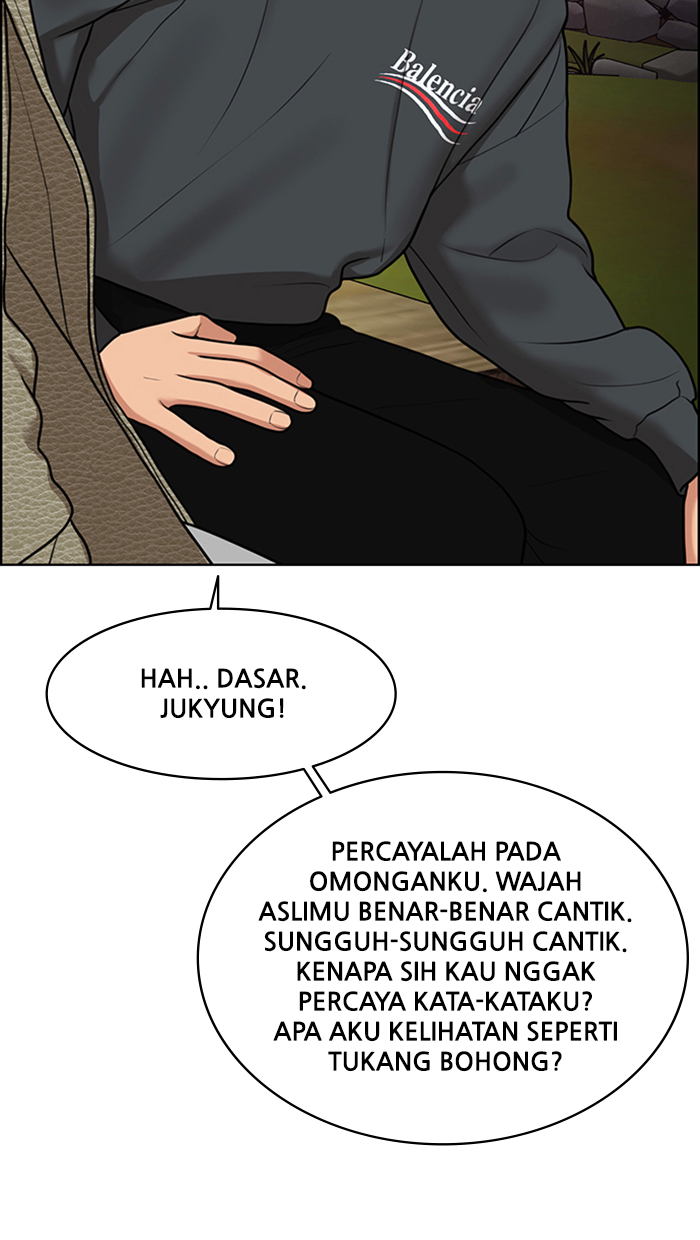 Balencia
HAH.. DASAR.
JUKYUNG!
PERCAYALAH PADA
OMONGANKU. WAJAH
ASLIMU BENAR-BENAR CANTIK.
SUNGGUH-SUNGGUH CANTIK.
KENAPA SIH KAU NGGAK
PERCAYA KATA-KATAKU?
APA AKU KELIHATAN SEPERTI
TUKANG BOHONG?